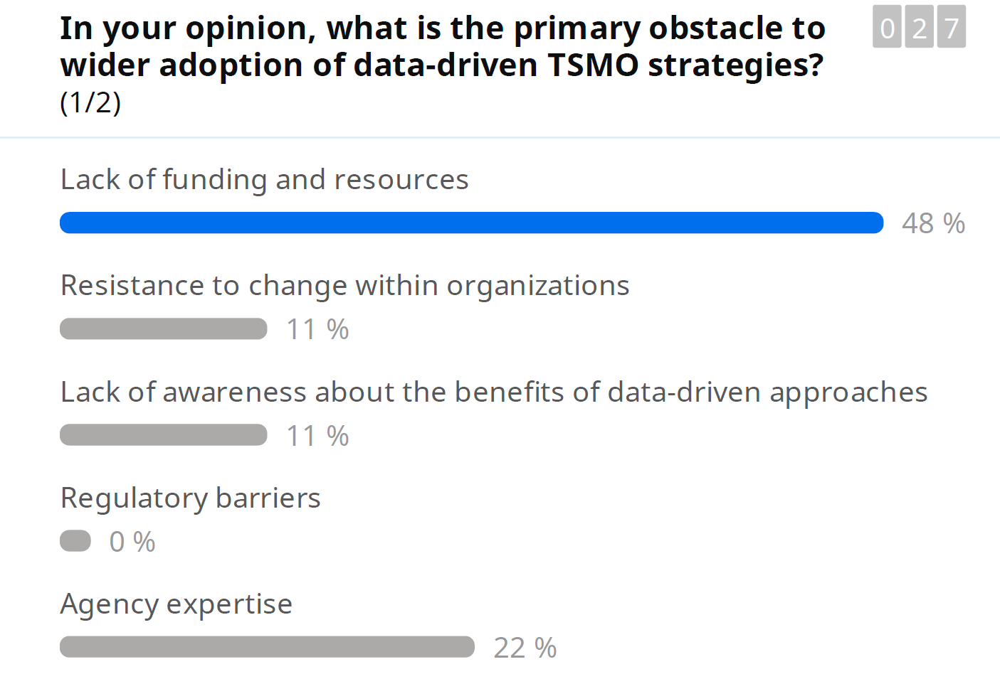 In your opinion, what is the primary obstacle to
wider adoption of data-driven TSMO strategies?
(1/2)
0 2 7
Lack of funding and resources
48 %
Resistance to change within organizations
11 %
Lack of awareness about the benefits of data-driven approaches
11 %
Regulatory barriers
0 %
Agency expertise
22 %